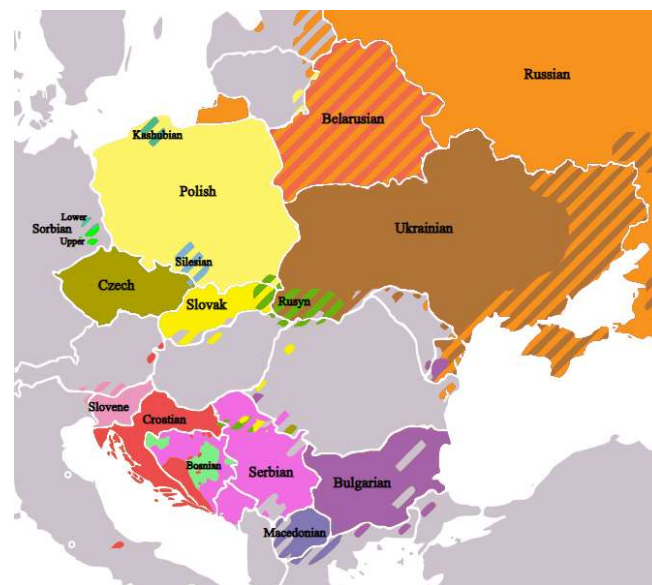 Russian
Belarusian
Kashubian
Polish
Lower
Sorbian
Upper
Ukrainian
Silesian
Czech
Slovak
Rusyn
Slovene
Croatian
Bosnian
Serbian
Bulgarian
Macedonian